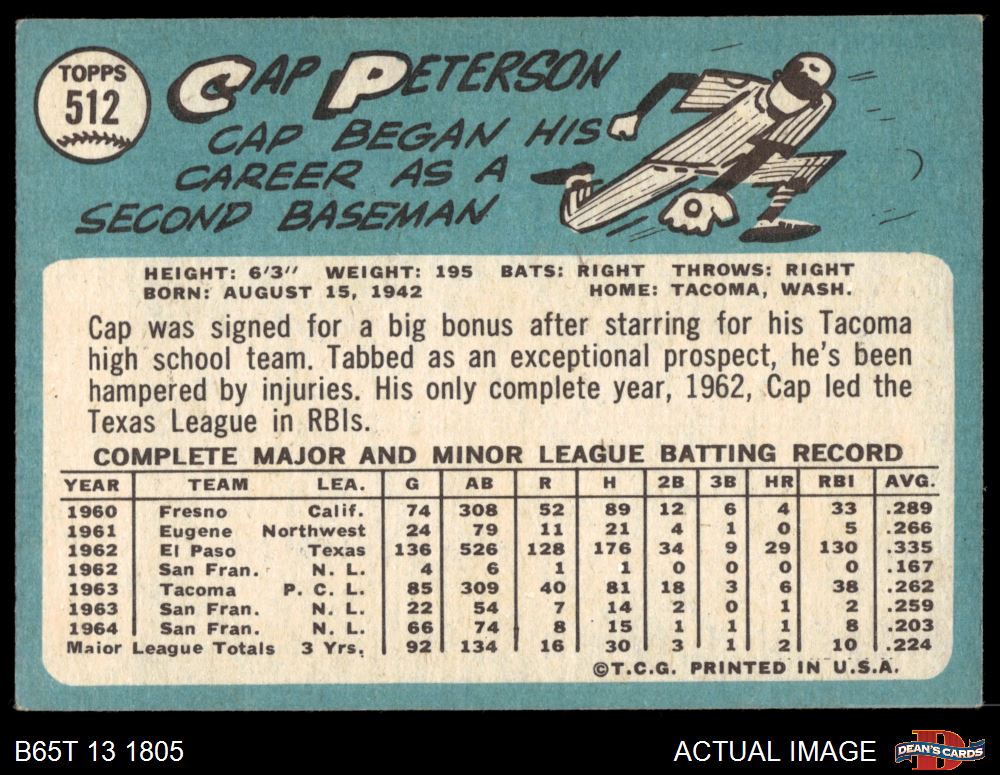 TOPPS
512
CAP PETERSON
CAP BEGAN HIS
CAREER AS A
SECOND BASEMAN
HEIGHT: 6'3" WEIGHT: 195 BATS: RIGHT THROWS: RIGHT
BORN: AUGUST 15, 1942 HOME: TACOMA, WASH.
Cap was signed for a big bonus after starring for his Tacoma
high school team. Tabbed as an exceptional prospect, he's been
hampered by injuries. His only complete year, 1962, Cap led the
Texas League in RBIs.
COMPLETE MAJOR AND MINOR LEAGUE BATTING RECORD
YEAR TEAM LEA. G AB R H 2B 3B HR RBI AVG.
1960 Fresno Calif. 74 308 52 89 12 6 4 33 .289
1961 Eugene Northwest 24 79 11 21 4 1 0 5 .266
1962 El Paso Texas 136 526 128 176 34 9 29 130 .335
1962 San Fran. N. L. 4 6 1 1 0 0 0 0 .167
1963 Tacoma P. C. L. 85 309 40 81 18 3 6 38 .262
1963 San Fran. N. L. 22 54 7 14 2 0 1 2 .259
1964 San Fran. N. L. 66 74 8 15 1 1 1 8 .203
Major League Totals 3 Yrs. 92 134 16 30 3 1 2 10 .224
©T.C.G. PRINTED IN U.S.A.
B65T 13 1805
ACTUAL IMAGE
DEAN'S CARDS